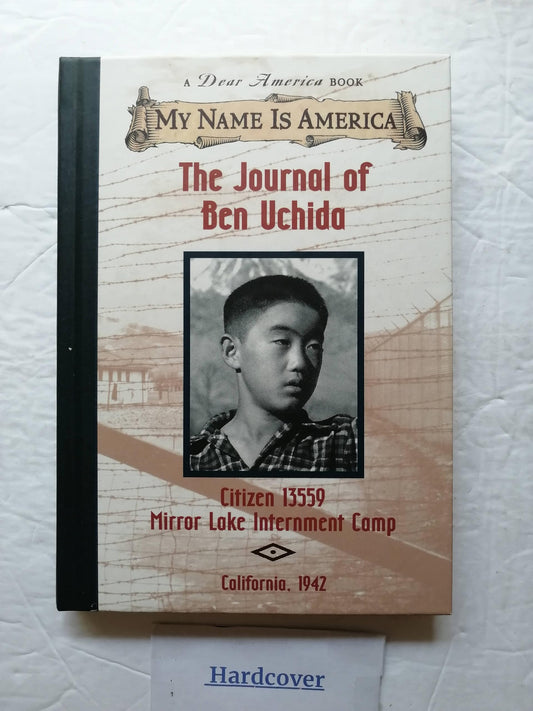 A Dear America BOOK
MY NAME IS AMERICA
The Journal of
Ben Uchida
Citizen 13559
Mirror Lake Internment Camp
California, 1942
Hardcover